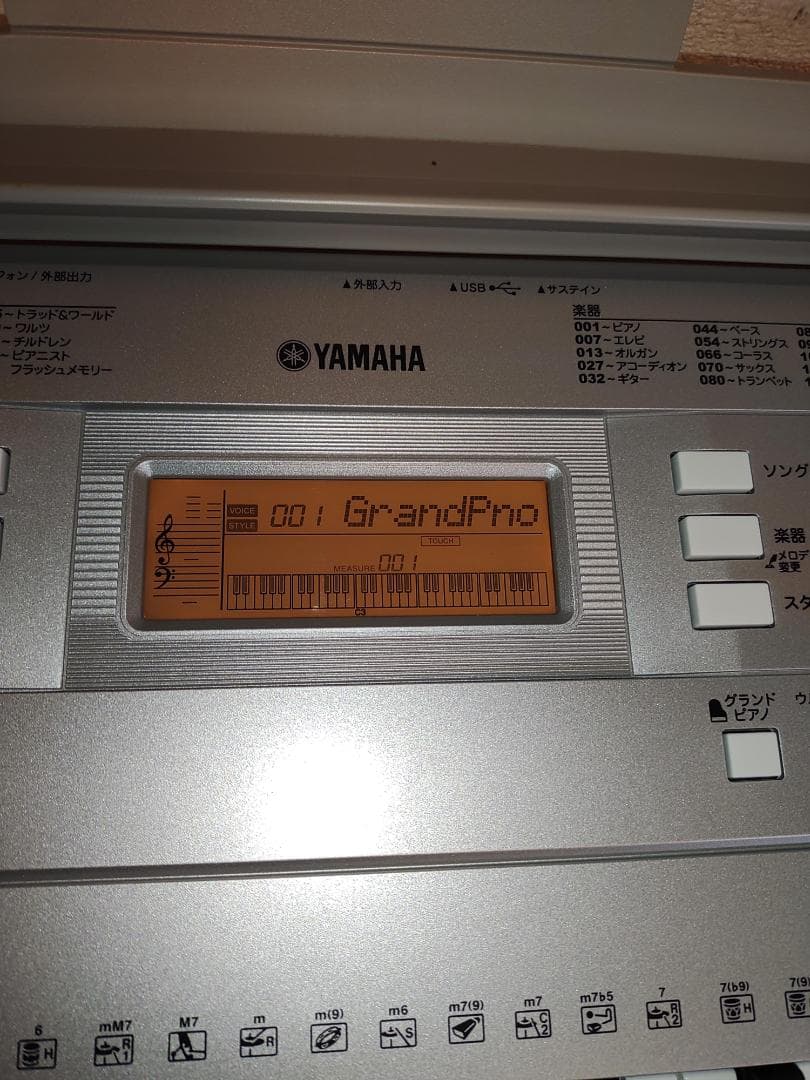 フォン / 外部出力
▲外部入力
▲USB
▲サステイン
~トラッド&ワールド
~ワルツ
~チルドレン
~ピアニスト
フラッシュメモリー
YAMAHA
楽器
001~ピアノ
007~エレピ
013~オルガン
027~アコーディオン
032~ギター
044~ベース
054~ストリングス
066~コーラス
070~サックス
080~トランペット
VOICE
STYLE
001 GrandPno
TOUCH
MEASURE 001
C3
ソング
楽器
メロデ
変更
スタ
グランド
ピアノ
6
mM7
M7
m
m(9)
m6
m7(9)
m7
m7b5
7
7(b9)
7(9)
H
R
1
R
S
C
2
R
2
H